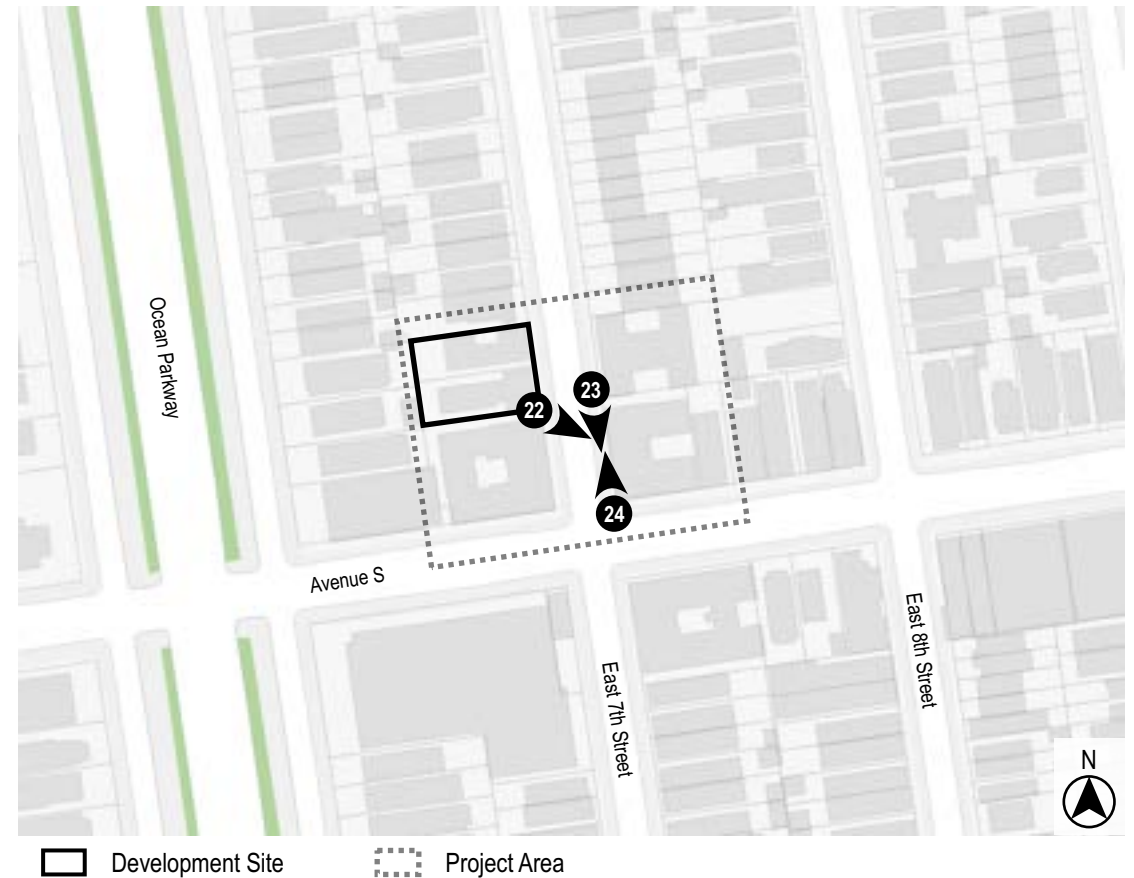 Ocean Parkway
23
22
24
Avenue S
East 8th Street
East 7th Street
N
Development Site
Project Area